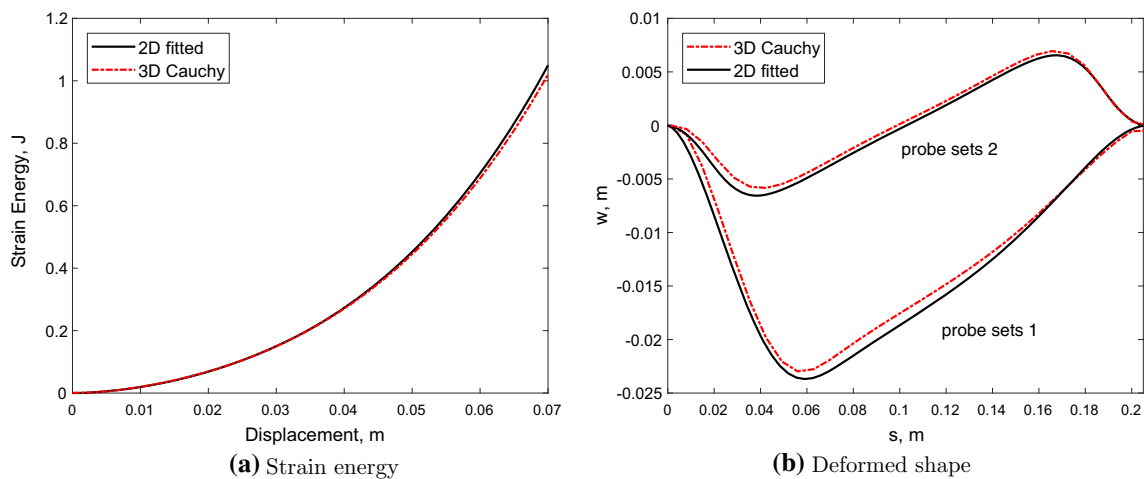 1.2
1
0.8
0.6
0.4
0.2
0
Strain Energy, J
2D fitted
3D Cauchy
0 0.01 0.02 0.03 0.04 0.05 0.06 0.07
Displacement, m
(a) Strain energy
0.01
0.005
0
-0.005
-0.01
-0.015
-0.02
-0.025
w, m
3D Cauchy
2D fitted
probe sets 2
probe sets 1
0 0.02 0.04 0.06 0.08 0.1 0.12 0.14 0.16 0.18 0.2
s, m
(b) Deformed shape